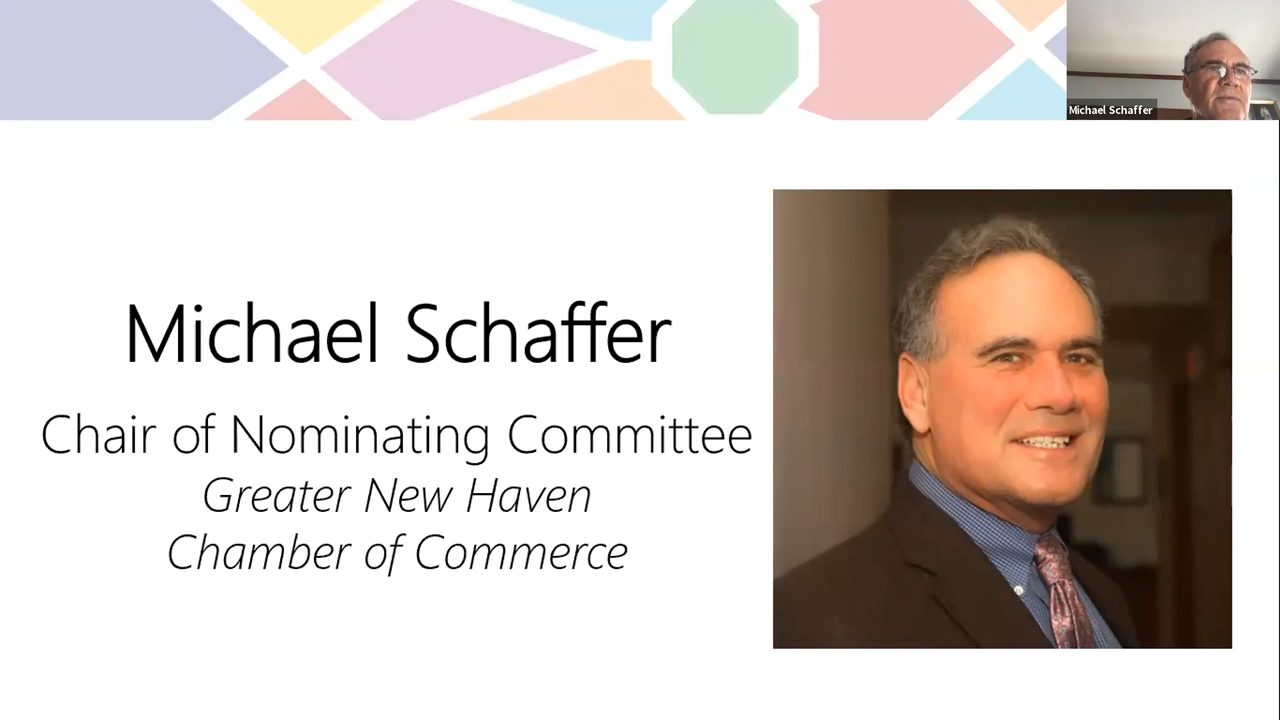 Michael Schaffer
Michael Schaffer
Chair of Nominating Committee
Greater New Haven
Chamber of Commerce